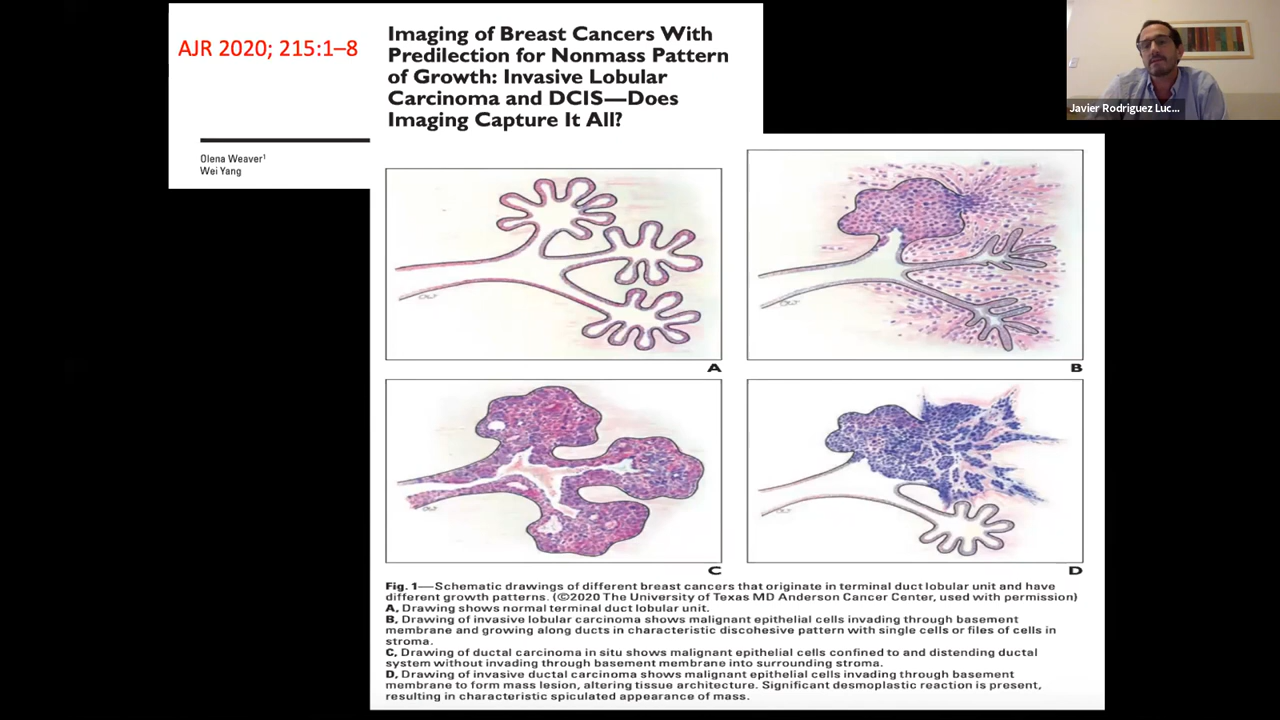 AJR 2020; 215:1–8
Imaging of Breast Cancers With
Predilection for Nonmass Pattern
of Growth: Invasive Lobular
Carcinoma and DCIS—Does
Imaging Capture It All?
Olena Weaver1
Wei Yang
Javier Rodriguez Luc...
A
B
C
D
Fig. 1—Schematic drawings of different breast cancers that originate in terminal duct lobular unit and have
different growth patterns. (©2020 The University of Texas MD Anderson Cancer Center, used with permission)
A, Drawing shows normal terminal duct lobular unit.
B, Drawing of invasive lobular carcinoma shows malignant epithelial cells invading through basement
membrane and growing along ducts in characteristic discohesive pattern with single cells or files of cells in
stroma.
C, Drawing of ductal carcinoma in situ shows malignant epithelial cells confined to and distending ductal
system without invading through basement membrane into surrounding stroma.
D, Drawing of invasive ductal carcinoma shows malignant epithelial cells invading through basement
membrane to form mass lesion, altering tissue architecture. Significant desmoplastic reaction is present,
resulting in characteristic spiculated appearance of mass.